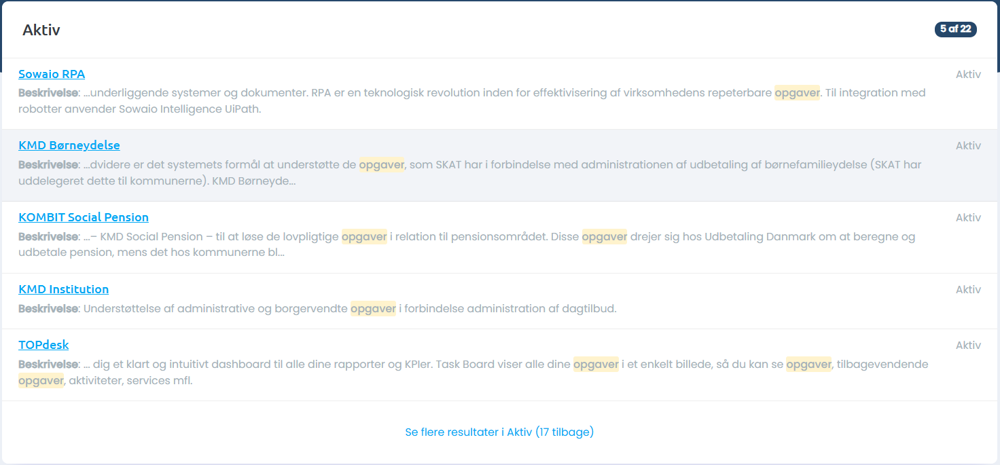 Aktiv
5 af 22
Sowaio RPA
Aktiv
Beskrivelse: ...underliggende systemer og dokumenter. RPA er en teknologisk revolution inden for effektivisering af virksomhedens repeterbare opgaver. Til integration med
robotter anvender Sowaio Intelligence UiPath.
KMD Børneydelse
Aktiv
Beskrivelse: ...dvidere er det systemets formål at understøtte de opgaver, som SKAT har i forbindelse med administrationen af udbetaling af børnefamilieydelse (SKAT har
uddelegeret dette til kommunerne). KMD Børneyde...
KOMBIT Social Pension
Aktiv
Beskrivelse: ...– KMD Social Pension – til at løse de lovpligtige opgaver i relation til pensionsområdet. Disse opgaver drejer sig hos Udbetaling Danmark om at beregne og
udbetale pension, mens det hos kommunerne bl...
KMD Institution
Aktiv
Beskrivelse: Understøttelse af administrative og borgervendte opgaver i forbindelse administration af dagtilbud.
TOPdesk
Aktiv
Beskrivelse: ... dig et klart og intuitivt dashboard til alle dine rapporter og KPIer. Task Board viser alle dine opgaver i et enkelt billede, så du kan se opgaver, tilbagevendende
opgaver, aktiviteter, services mfl.
Se flere resultater i Aktiv (17 tilbage)